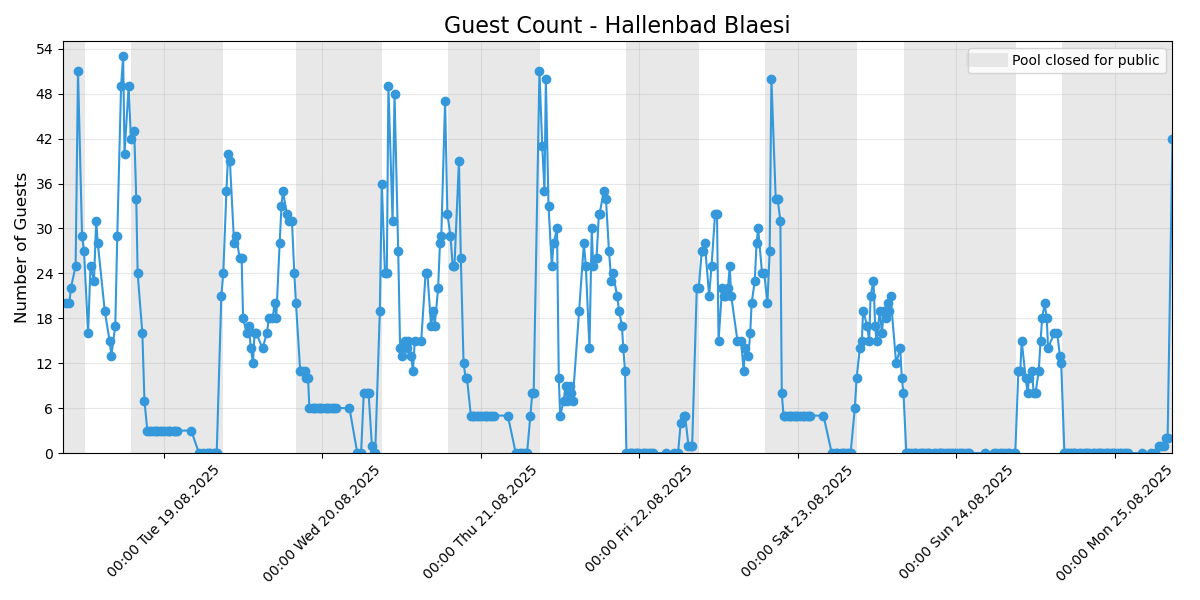 Guest Count - Hallenbad Blaesi
Pool closed for public
Number of Guests
54
48
42
36
30
24
18
12
6
0
00:00 Tue 19.08.2025
00:00 Wed 20.08.2025
00:00 Thu 21.08.2025
00:00 Fri 22.08.2025
00:00 Sat 23.08.2025
00:00 Sun 24.08.2025
00:00 Mon 25.08.2025